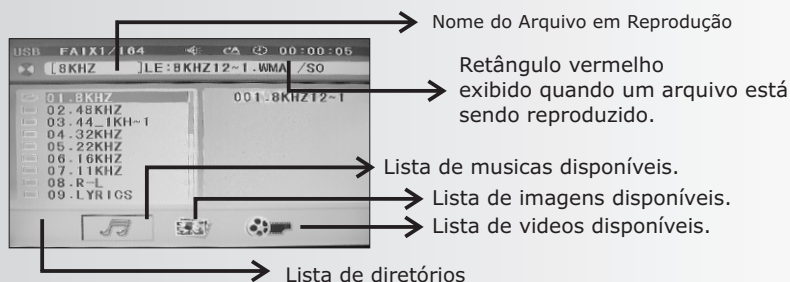 Nome do Arquivo em Reprodução
USB FAIX1/164 00:00:05
[8KHZ ]LE:8KHZ12~1.WMA /SO
Retângulo vermelho
exibido quando um arquivo está
sendo reproduzido.
01.8KHZ 001.8KHZ12~1
02.48KHZ
03.44_1KH~1
04.32KHZ
05.22KHZ
06.16KHZ
07.11KHZ
08.R-L
09.LYRICS
Lista de musicas disponíveis.
Lista de imagens disponíveis.
Lista de videos disponíveis.
Lista de diretórios